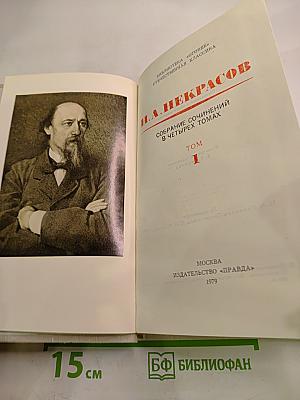 БИБЛИОТЕКА «ОГОНЕК»
ОТЕЧЕСТВЕННАЯ КЛАССИКА
Н.А.НЕКРАСОВ
СОБРАНИЕ СОЧИНЕНИЙ
В ЧЕТЫРЕХ ТОМАХ
ТОМ
1
МОСКВА
ИЗДАТЕЛЬСТВО «ПРАВДА»
1979
15 см
БФ БИБЛИОФАН